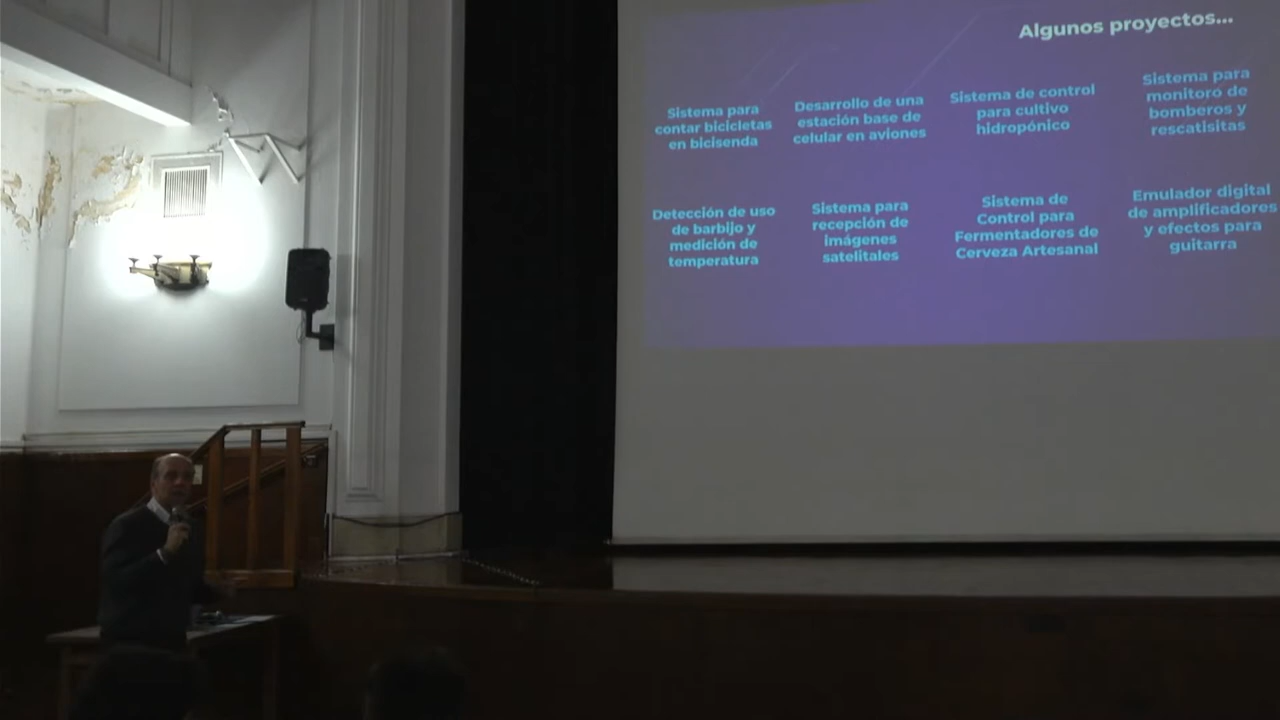 Algunos proyectos...
Sistema para
contar bicicletas
en bicisenda
Desarrollo de una
estación base de
celular en aviones
Sistema de control
para cultivo
hidropónico
Sistema para
monitoro de
bomberos y
rescatisitas
Detección de uso
de barbijo y
medición de
temperatura
Sistema para
recepción de
imágenes
satelitales
Sistema de
Control para
Fermentadores de
Cerveza Artesanal
Emulador digital
de amplificadores
y efectos para
guitarra